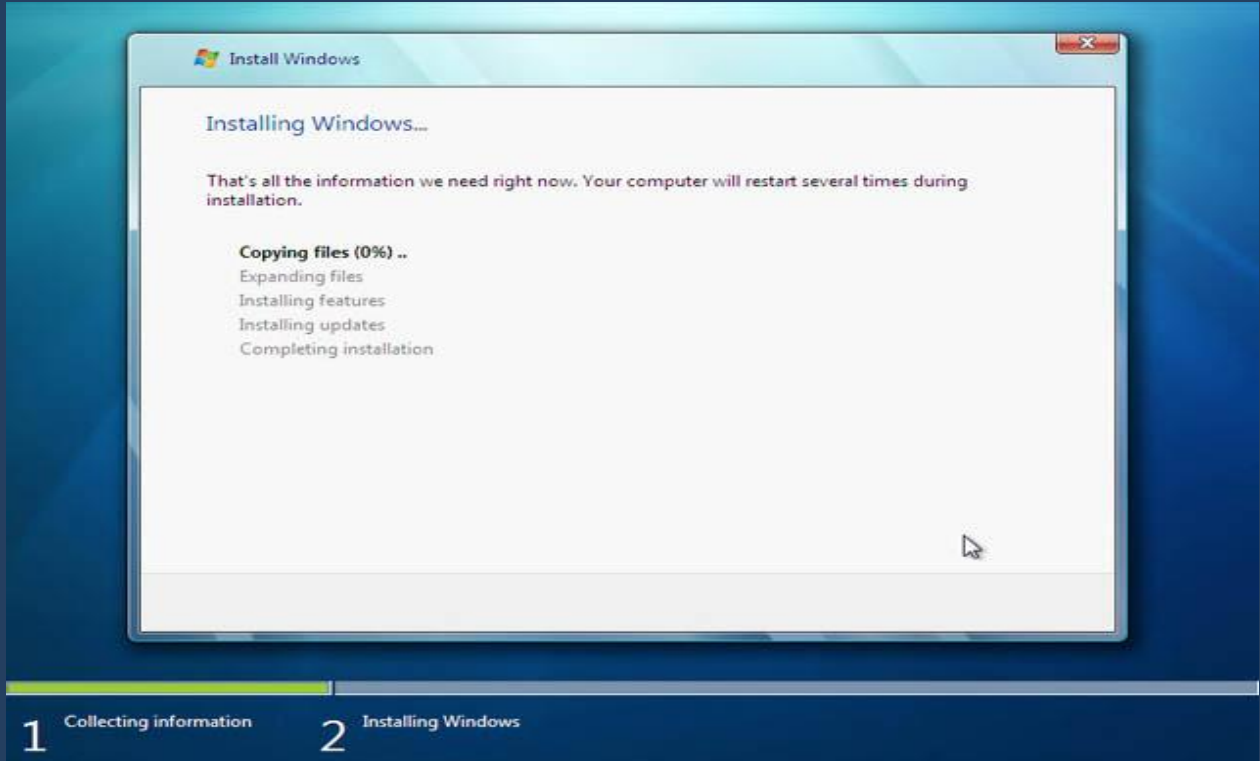 Install Windows
Installing Windows...
That's all the information we need right now. Your computer will restart several times during
installation.
Copying files (0%) ..
Expanding files
Installing features
Installing updates
Completing installation
1 Collecting information 2 Installing Windows